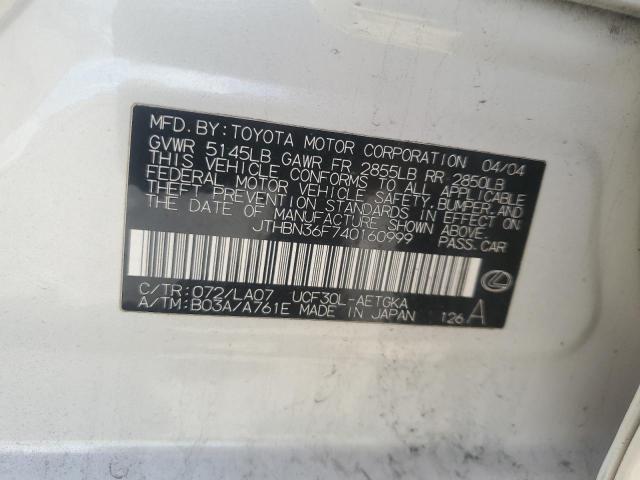 MFD. BY: TOYOTA MOTOR CORPORATION 04/04
GVWR 5145LB GAWR FR 2855LB RR 2850LB
THIS VEHICLE CONFORMS TO ALL APPLICABLE
FEDERAL MOTOR VEHICLE SAFETY, BUMPER, AND
THEFT PREVENTION STANDARDS IN EFFECT ON
THE DATE OF MANUFACTURE SHOWN ABOVE.
JTHBN36F740160999 PASS. CAR
C/TR: 072/LA07 UCF30L-AETGKA
A/TM: B03A/A761E MADE IN JAPAN 126 A